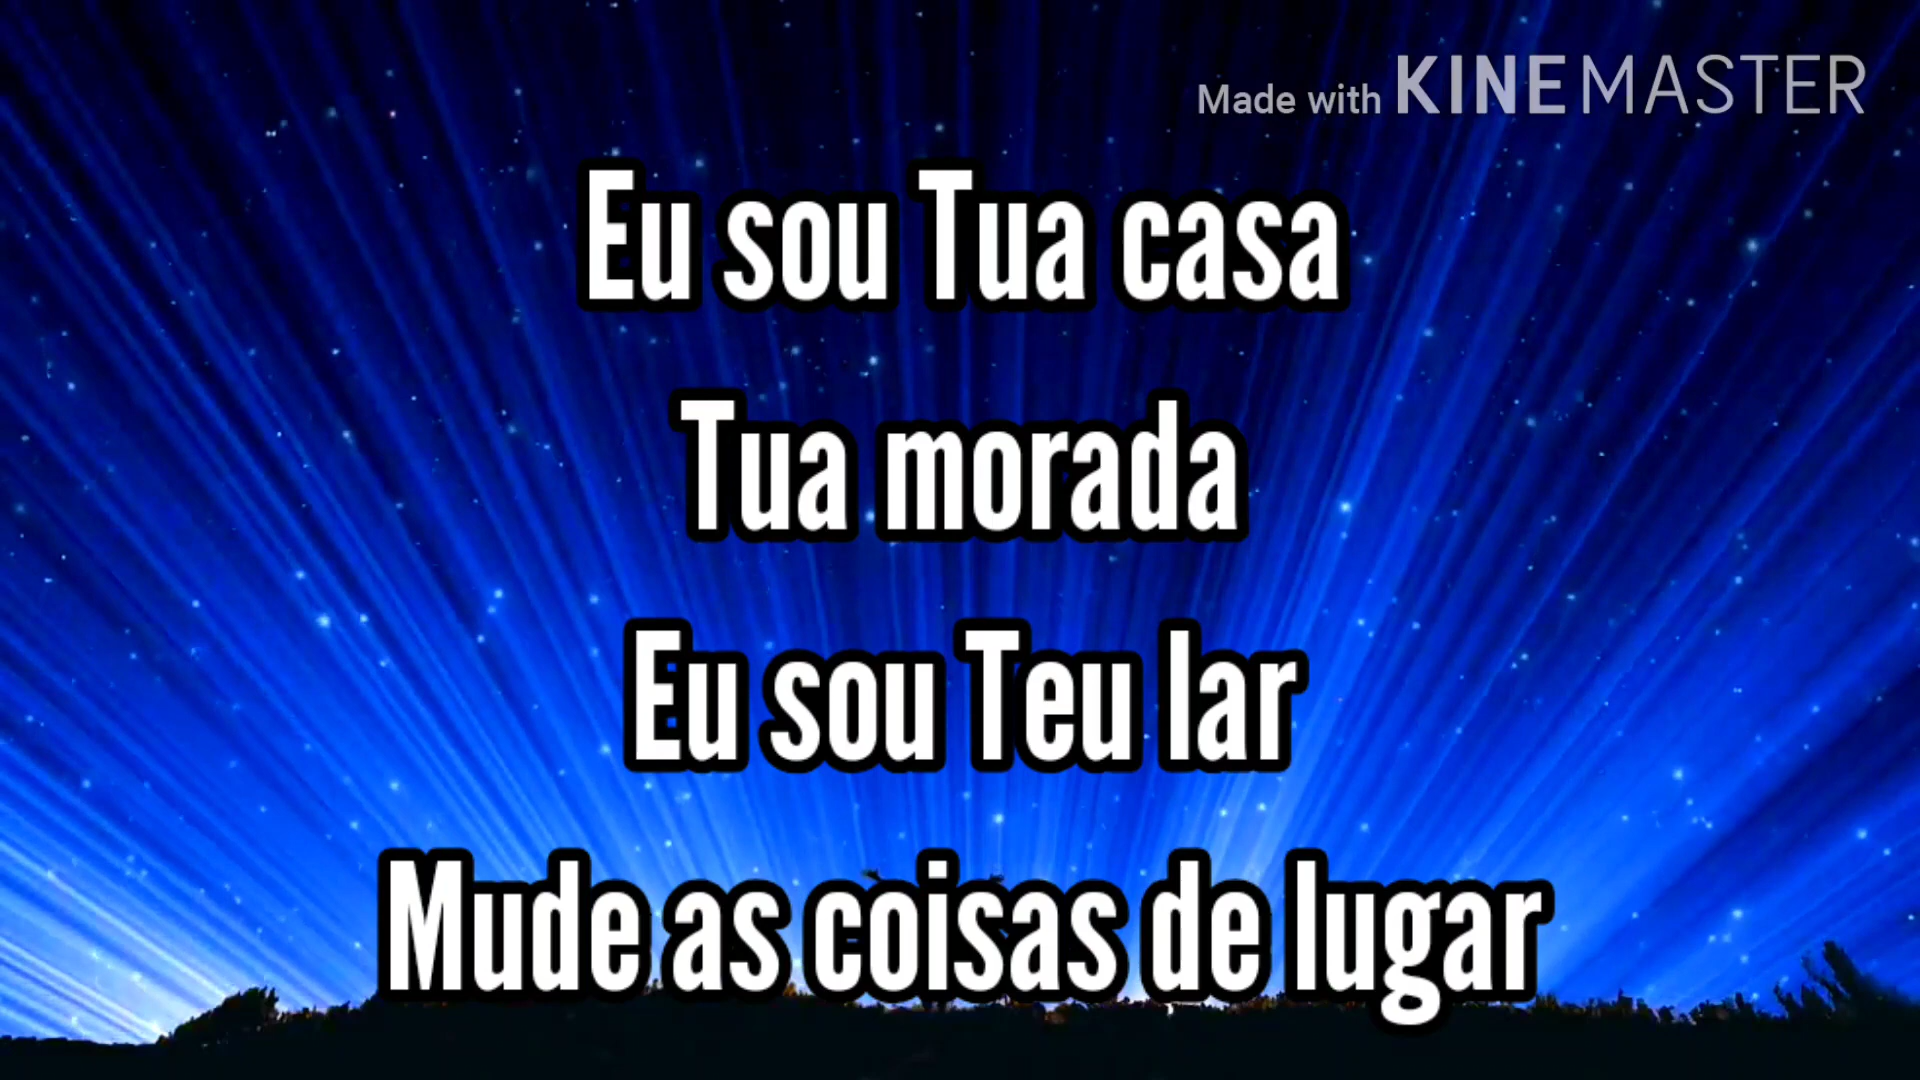 Made with KINEMASTER
Eu sou Tua casa
Tua morada
Eu sou Teu lar
Mude as coisas de lugar